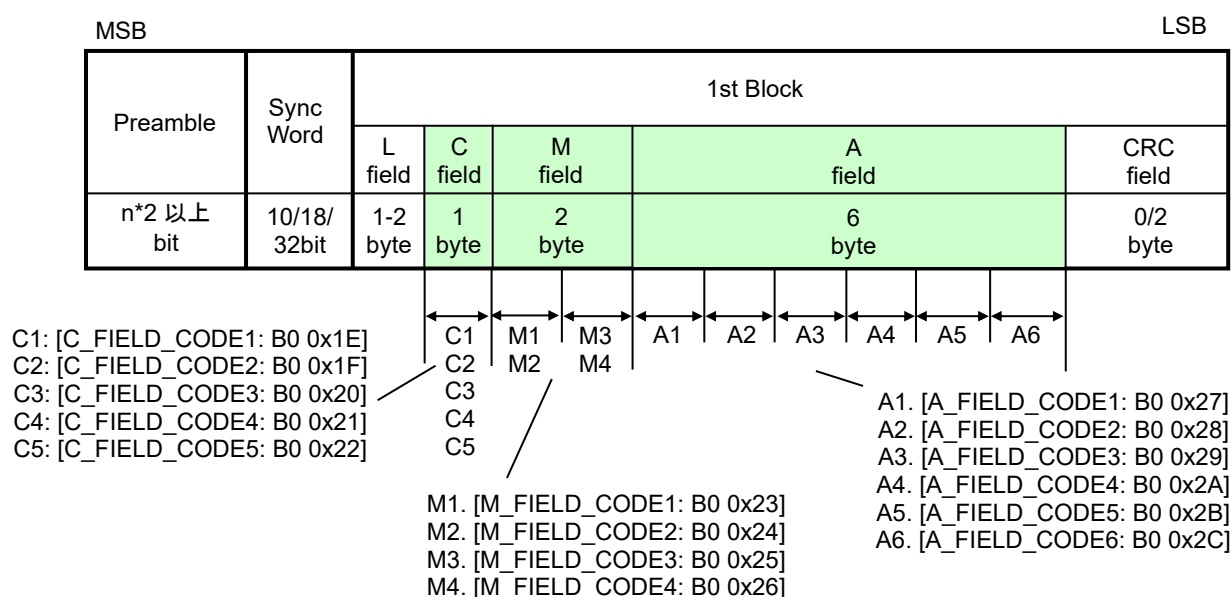 MSB
LSB
Preamble
Sync
Word
1st Block
L
field
C
field
M
field
A
field
CRC
field
n*2 以上
bit
10/18/
32bit
1-2
byte
1
byte
2
byte
6
byte
0/2
byte
C1: [C_FIELD_CODE1: B0 0x1E]
C2: [C_FIELD_CODE2: B0 0x1F]
C3: [C_FIELD_CODE3: B0 0x20]
C4: [C_FIELD_CODE4: B0 0x21]
C5: [C_FIELD_CODE5: B0 0x22]
C1
C2
C3
C4
C5
M1
M2
M3
M4
A1
A2
A3
A4
A5
A6
M1. [M_FIELD_CODE1: B0 0x23]
M2. [M_FIELD_CODE2: B0 0x24]
M3. [M_FIELD_CODE3: B0 0x25]
M4. [M_FIELD_CODE4: B0 0x26]
A1. [A_FIELD_CODE1: B0 0x27]
A2. [A_FIELD_CODE2: B0 0x28]
A3. [A_FIELD_CODE3: B0 0x29]
A4. [A_FIELD_CODE4: B0 0x2A]
A5. [A_FIELD_CODE5: B0 0x2B]
A6. [A_FIELD_CODE6: B0 0x2C]